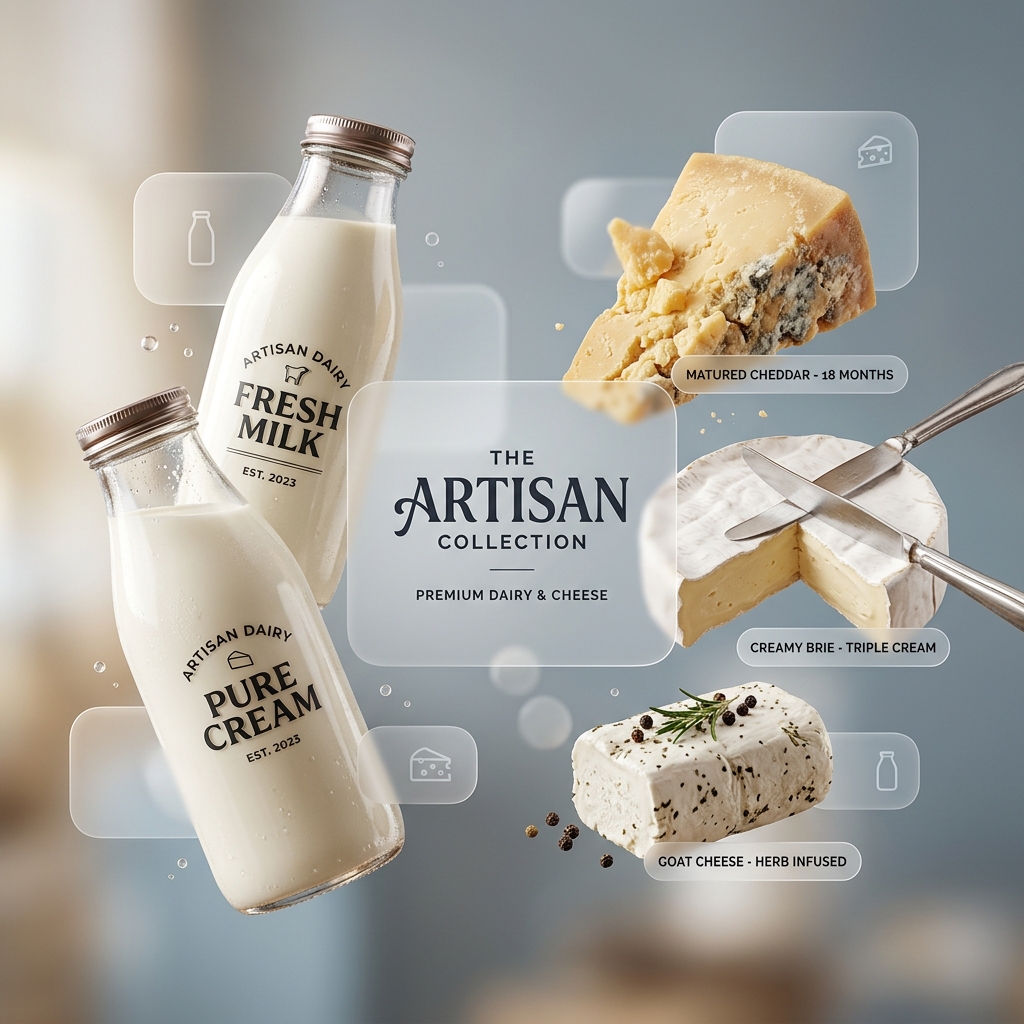 ARTISAN DAIRY
FRESH
MILK
EST. 2023
ARTISAN DAIRY
PURE
CREAM
EST. 2023
THE
ARTISAN
COLLECTION
PREMIUM DAIRY & CHEESE
MATURED CHEDDAR - 18 MONTHS
CREAMY BRIE - TRIPLE CREAM
GOAT CHEESE - HERB INFUSED